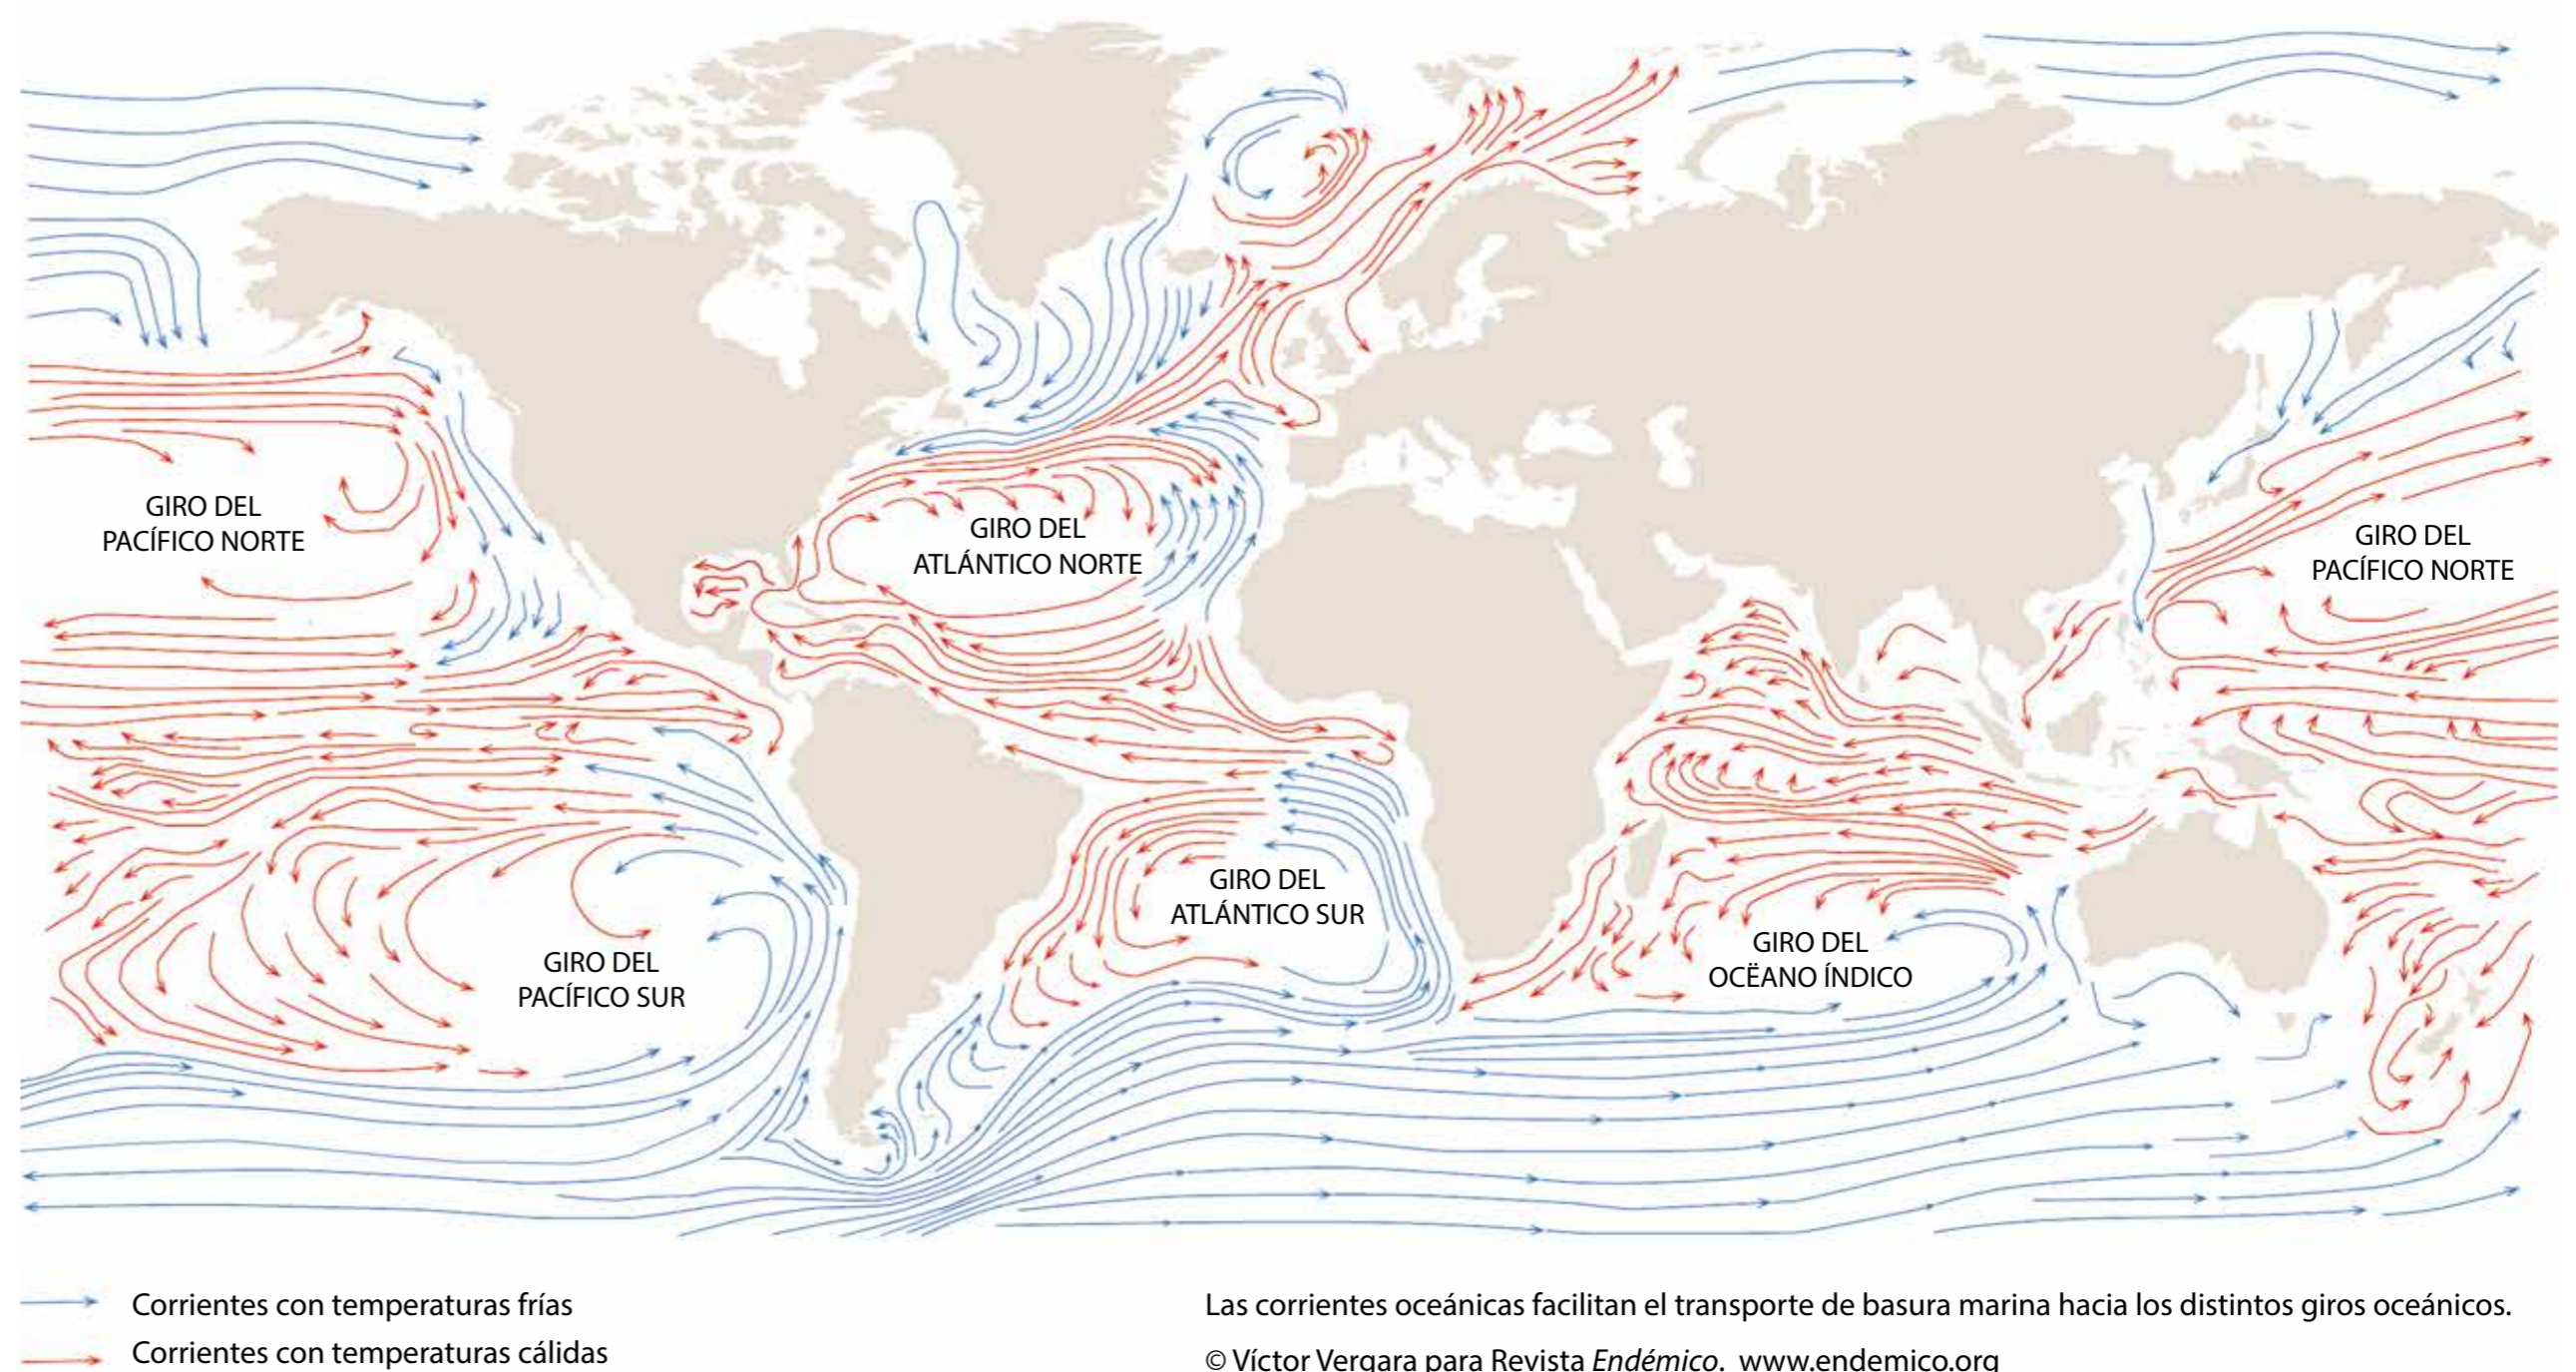 GIRO DEL
PACÍFICO NORTE
GIRO DEL
ATLÁNTICO NORTE
GIRO DEL
PACÍFICO NORTE
GIRO DEL
ATLÁNTICO SUR
GIRO DEL
OCËANO ÍNDICO
GIRO DEL
PACÍFICO SUR
Corrientes con temperaturas frías
Corrientes con temperaturas cálidas
Las corrientes oceánicas facilitan el transporte de basura marina hacia los distintos giros oceánicos.
© Víctor Vergara para Revista Endémico. www.endemico.org